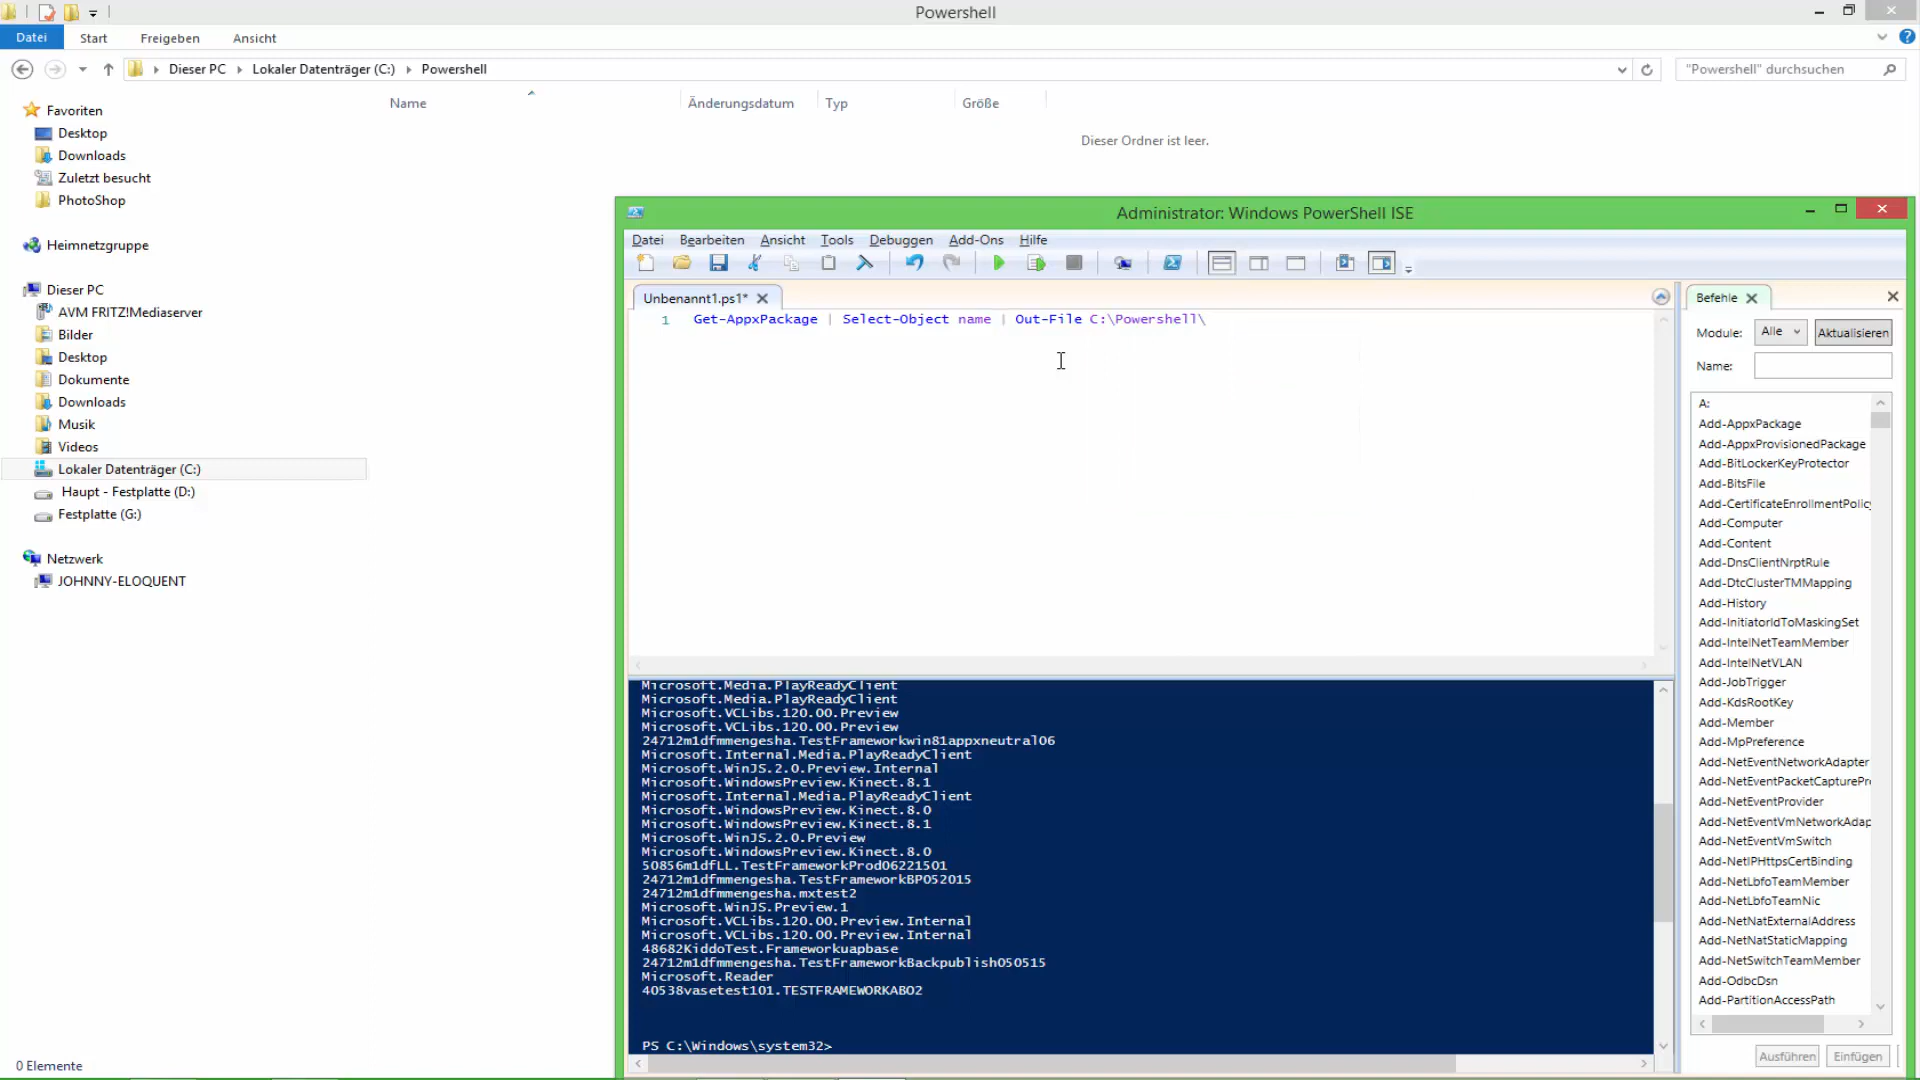 Powershell
Datei Start Freigeben Ansicht
Dieser PC Lokaler Datenträger (C:) Powershell
"Powershell" durchsuchen
Name Änderungsdatum Typ Größe
Dieser Ordner ist leer.
Favoriten
Desktop
Downloads
Zuletzt besucht
PhotoShop
Heimnetzgruppe
Dieser PC
AVM FRITZ!Mediaserver
Bilder
Desktop
Dokumente
Downloads
Musik
Videos
Lokaler Datenträger (C:)
Haupt - Festplatte (D:)
Festplatte (G:)
Netzwerk
JOHNNY-ELOQUENT
0 Elemente
Administrator: Windows PowerShell ISE
Datei Bearbeiten Ansicht Tools Debuggen Add-Ons Hilfe
Unbenannt1.ps1*
1 Get-AppxPackage | Select-Object name | Out-File C:\Powershell\
Microsoft.Media.PlayReadyClient
Microsoft.Media.PlayReadyClient
Microsoft.VCLibs.120.00.Preview
Microsoft.VCLibs.120.00.Preview
24712m1dfmmengesha.TestFrameworkwin81appxneutral06
Microsoft.Internal.Media.PlayReadyClient
Microsoft.WinJS.2.0.Preview.Internal
Microsoft.WindowsPreview.Kinect.8.1
Microsoft.Internal.Media.PlayReadyClient
Microsoft.WindowsPreview.Kinect.8.0
Microsoft.WindowsPreview.Kinect.8.1
Microsoft.WinJS.2.0.Preview
Microsoft.WindowsPreview.Kinect.8.0
50856m1dfLL.TestFrameworkProd06221501
24712m1dfmmengesha.TestFrameworkBP052015
24712m1dfmmengesha.mxtest2
Microsoft.WinJS.Preview.1
Microsoft.VCLibs.120.00.Preview.Internal
Microsoft.VCLibs.120.00.Preview.Internal
48682KiddoTest.Frameworkuapbase
24712m1dfmmengesha.TestFrameworkBackpublish050515
Microsoft.Reader
40538vasetest101.TESTFRAMEWORKABO2
PS C:\Windows\system32>
Befehle
Module: Alle Aktualisieren
Name:
A:
Add-AppxPackage
Add-AppxProvisionedPackage
Add-BitLockerKeyProtector
Add-BitsFile
Add-CertificateEnrollmentPolic
Add-Computer
Add-Content
Add-DnsClientNrptRule
Add-DtcClusterTMMapping
Add-History
Add-InitiatorIdToMaskingSet
Add-IntelNetTeamMember
Add-IntelNetVLAN
Add-JobTrigger
Add-KdsRootKey
Add-Member
Add-MpPreference
Add-NetEventNetworkAdapter
Add-NetEventPacketCapturePr
Add-NetEventProvider
Add-NetEventVmNetworkAdap
Add-NetEventVmSwitch
Add-NetIPHttpsCertBinding
Add-NetLbfoTeamMember
Add-NetLbfoTeamNic
Add-NetNatExternalAddress
Add-NetNatStaticMapping
Add-NetSwitchTeamMember
Add-OdbcDsn
Add-PartitionAccessPath
Ausführen Einfügen